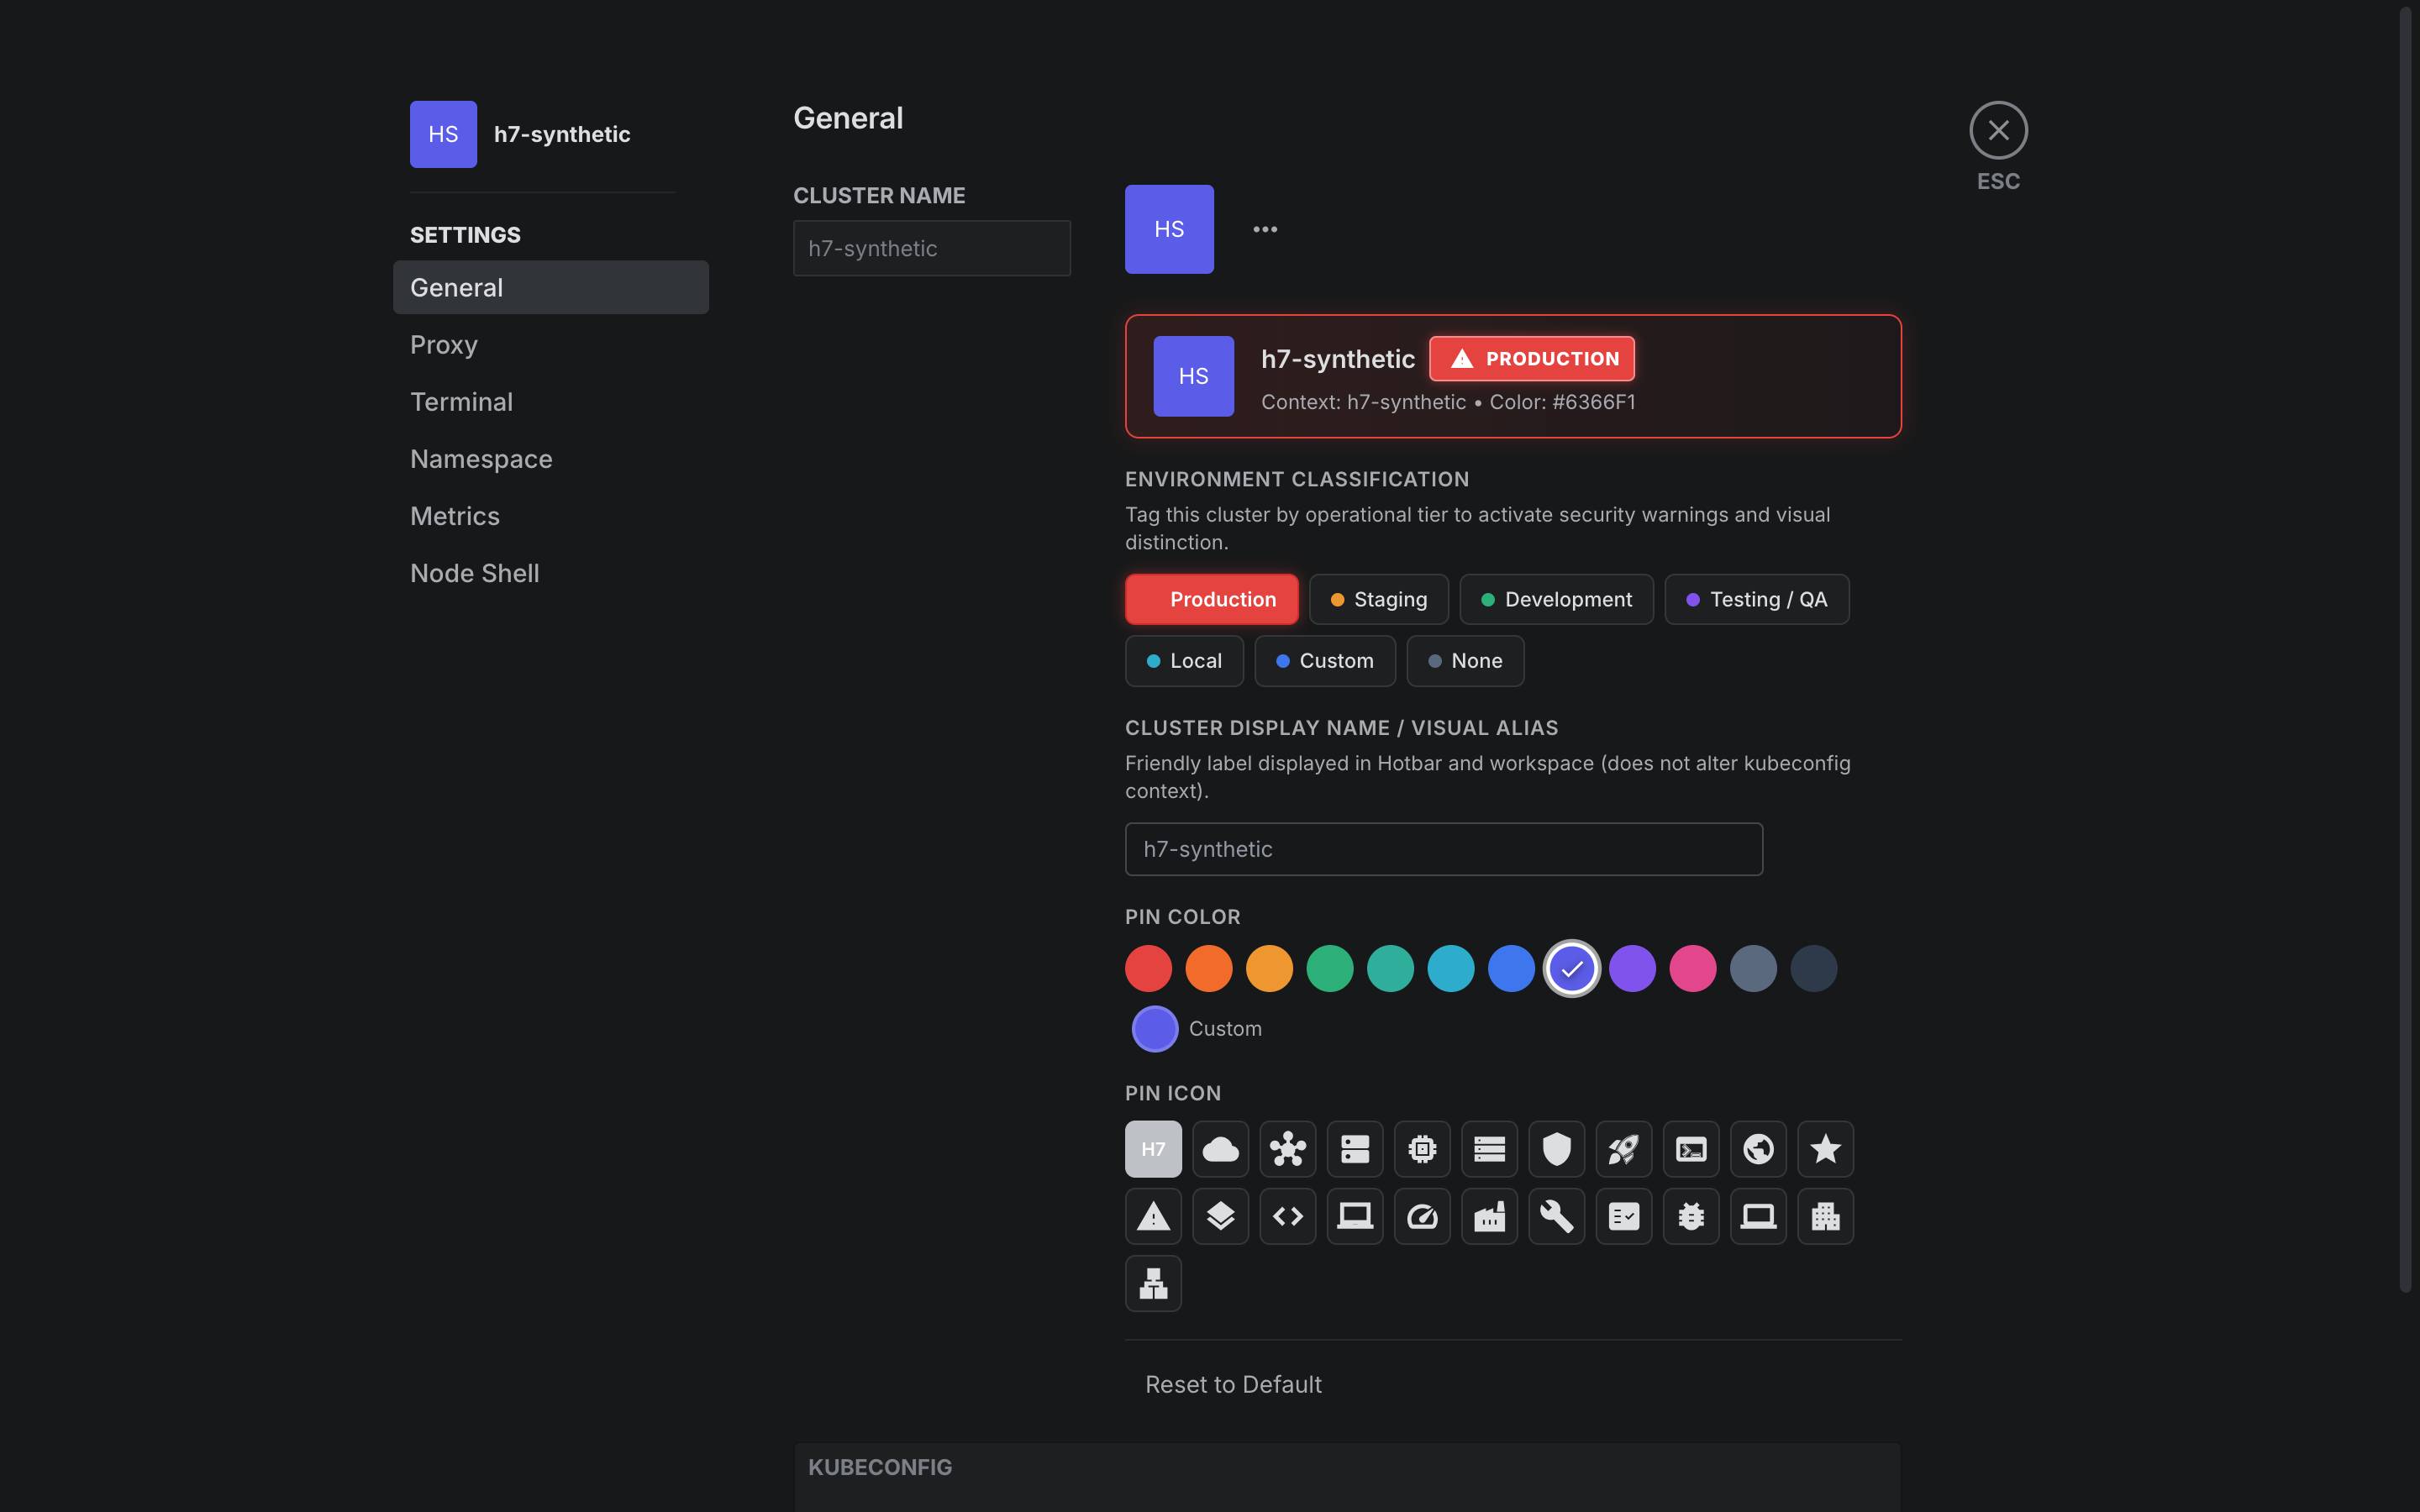 HS
h7-synthetic
SETTINGS
General
Proxy
Terminal
Namespace
Metrics
Node Shell
General
CLUSTER NAME
h7-synthetic
HS
ESC
HS
h7-synthetic
PRODUCTION
Context: h7-synthetic • Color: #6366F1
ENVIRONMENT CLASSIFICATION
Tag this cluster by operational tier to activate security warnings and visual
distinction.
Production
Staging
Development
Testing / QA
Local
Custom
None
CLUSTER DISPLAY NAME / VISUAL ALIAS
Friendly label displayed in Hotbar and workspace (does not alter kubeconfig
context).
h7-synthetic
PIN COLOR
Custom
PIN ICON
H7
Reset to Default
KUBECONFIG